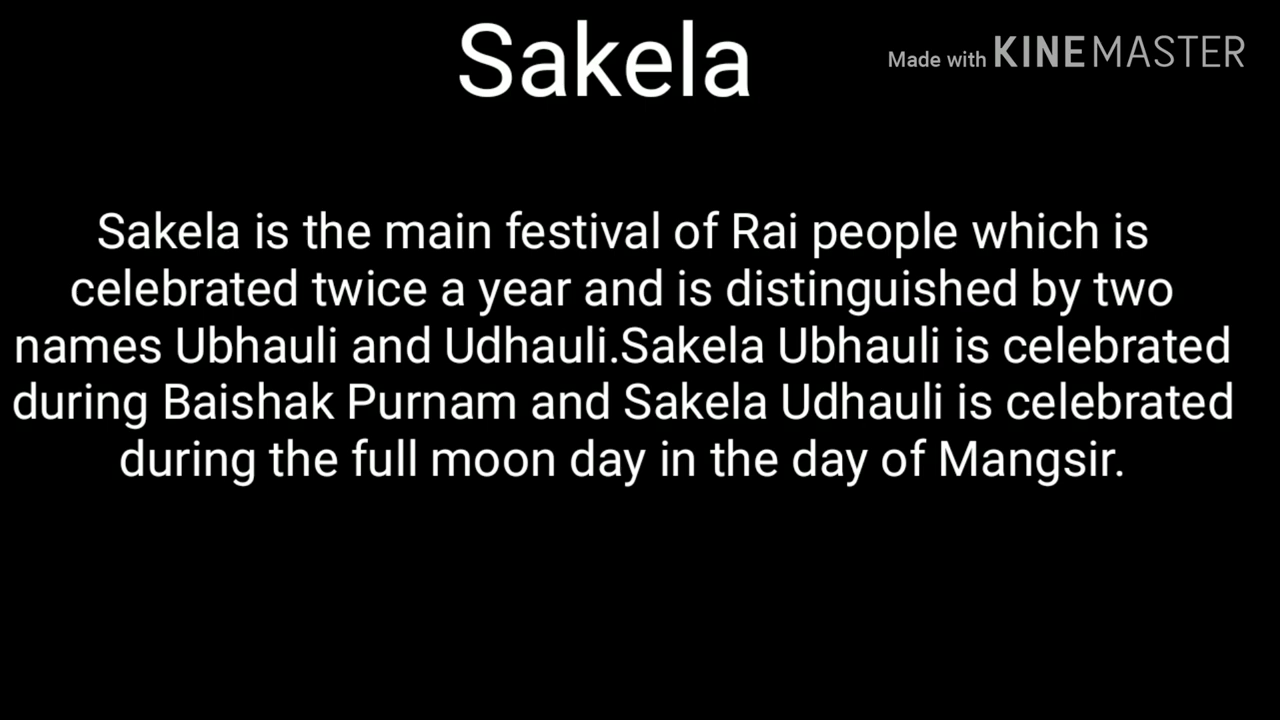 Sakela
Made with KINEMASTER
Sakela is the main festival of Rai people which is
celebrated twice a year and is distinguished by two
names Ubhauli and Udhauli.Sakela Ubhauli is celebrated
during Baishak Purnam and Sakela Udhauli is celebrated
during the full moon day in the day of Mangsir.